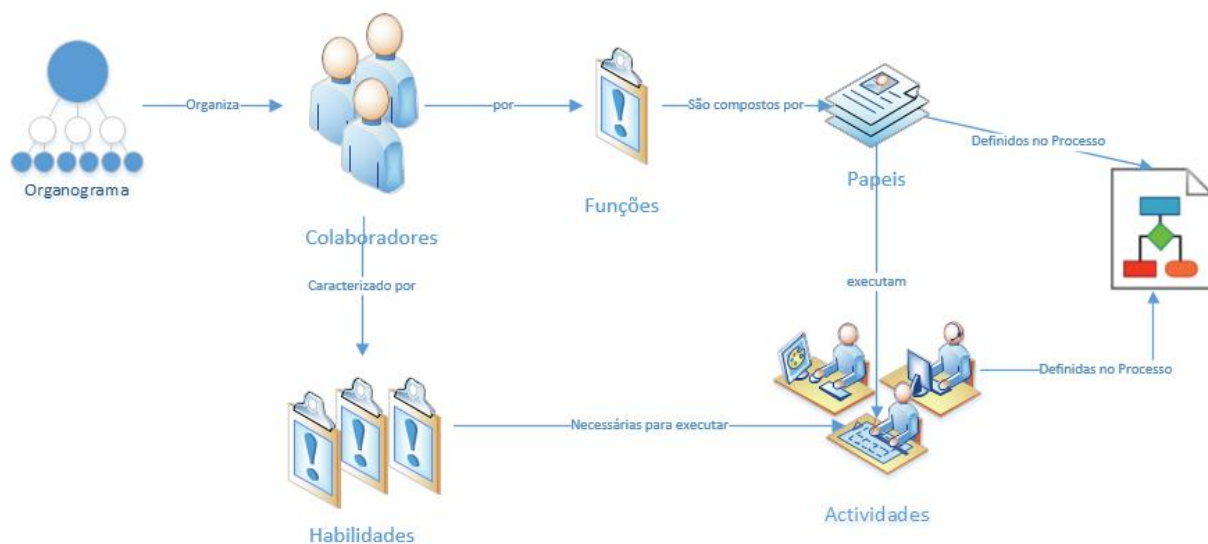 Organiza
por
São compostos por
Definidos no Processo
Organograma
Colaboradores
Funções
Papeis
Caracterizado por
executam
Necessárias para executar
Definidas no Processo
Habilidades
Actividades